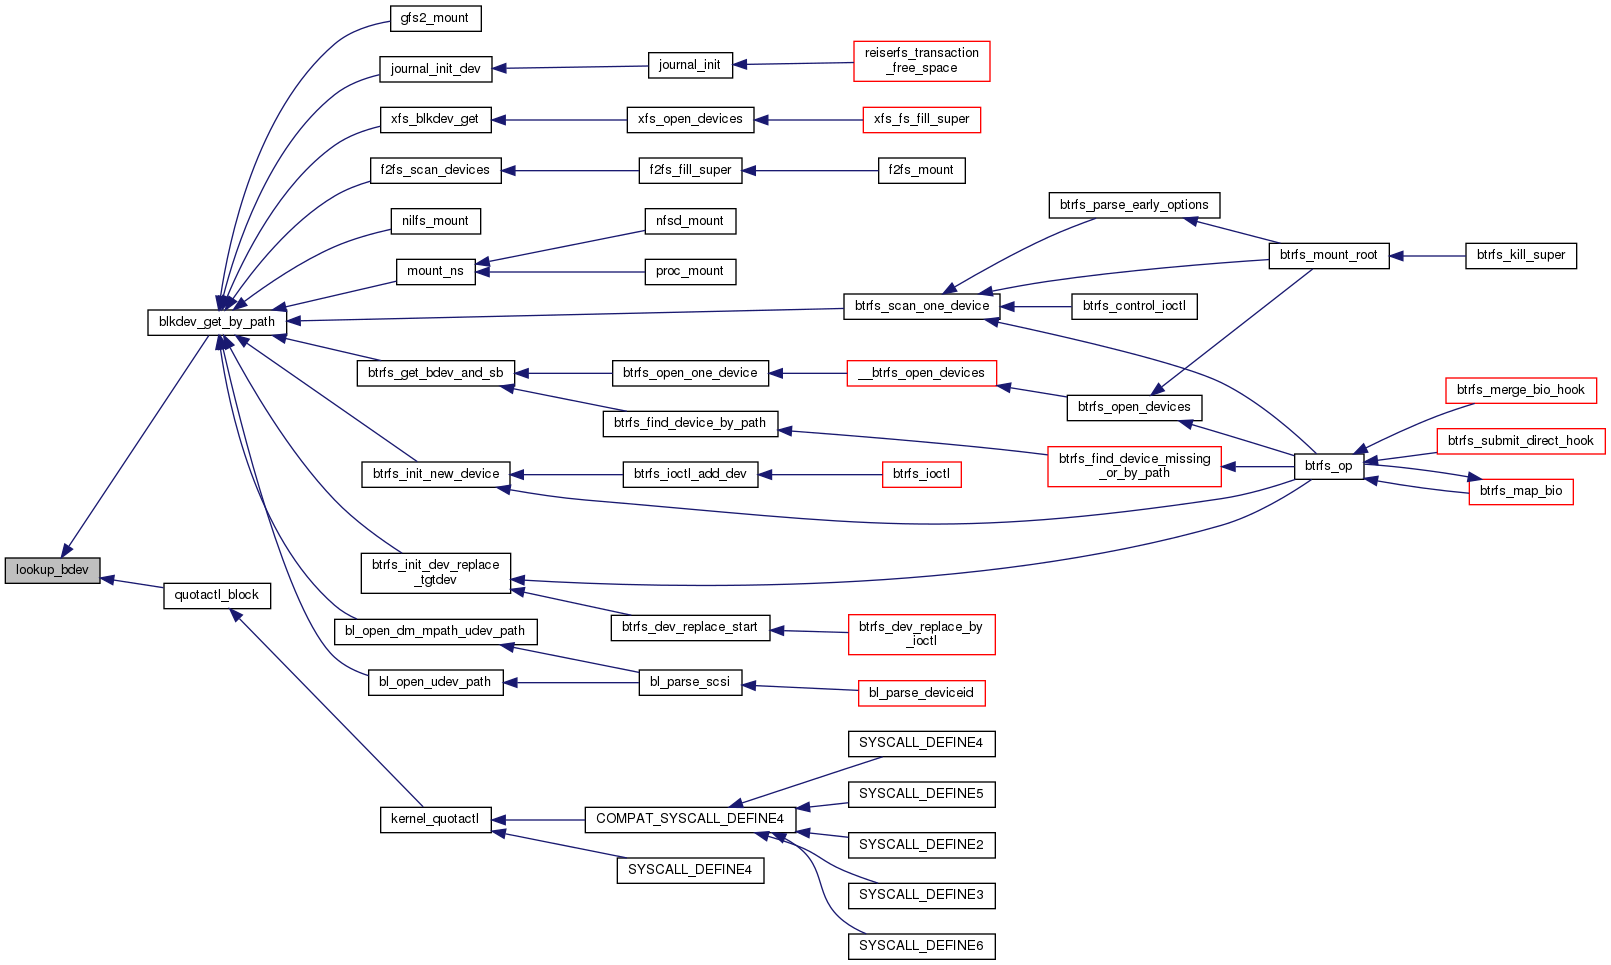 gfs2_mount
journal_init_dev
journal_init
reiserfs_transaction
_free_space
xfs_blkdev_get
xfs_open_devices
xfs_fs_fill_super
f2fs_scan_devices
f2fs_fill_super
f2fs_mount
btrfs_parse_early_options
nilfs_mount
nfsd_mount
btrfs_mount_root
btrfs_kill_super
mount_ns
proc_mount
btrfs_scan_one_device
btrfs_control_ioctl
blkdev_get_by_path
btrfs_get_bdev_and_sb
btrfs_open_one_device
__btrfs_open_devices
btrfs_merge_bio_hook
btrfs_open_devices
btrfs_find_device_by_path
btrfs_submit_direct_hook
btrfs_find_device_missing
_or_by_path
btrfs_op
btrfs_init_new_device
btrfs_ioctl_add_dev
btrfs_ioctl
btrfs_map_bio
btrfs_init_dev_replace
_tgtdev
lookup_bdev
quotactl_block
bl_open_dm_mpath_udev_path
btrfs_dev_replace_start
btrfs_dev_replace_by
_ioctl
bl_open_udev_path
bl_parse_scsi
bl_parse_deviceid
SYSCALL_DEFINE4
SYSCALL_DEFINE5
kernel_quotactl
COMPAT_SYSCALL_DEFINE4
SYSCALL_DEFINE2
SYSCALL_DEFINE4
SYSCALL_DEFINE3
SYSCALL_DEFINE6